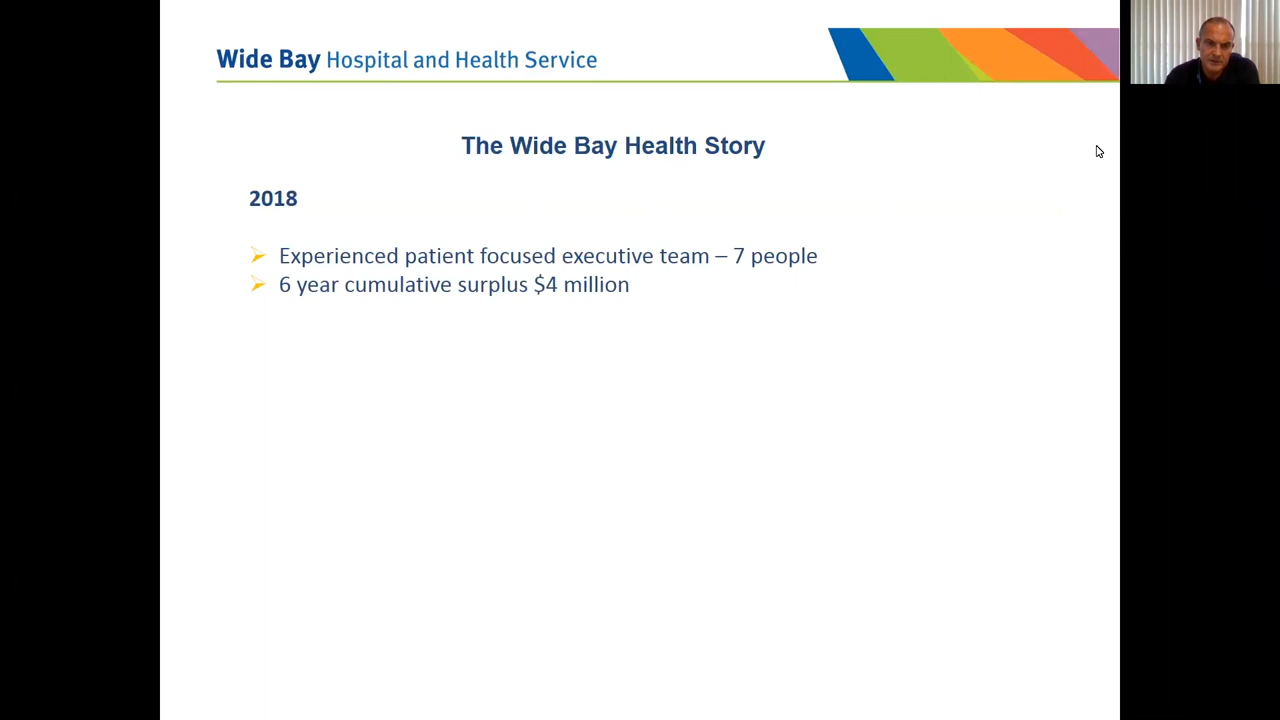 Wide Bay Hospital and Health Service
The Wide Bay Health Story
2018
Experienced patient focused executive team – 7 people
6 year cumulative surplus $4 million